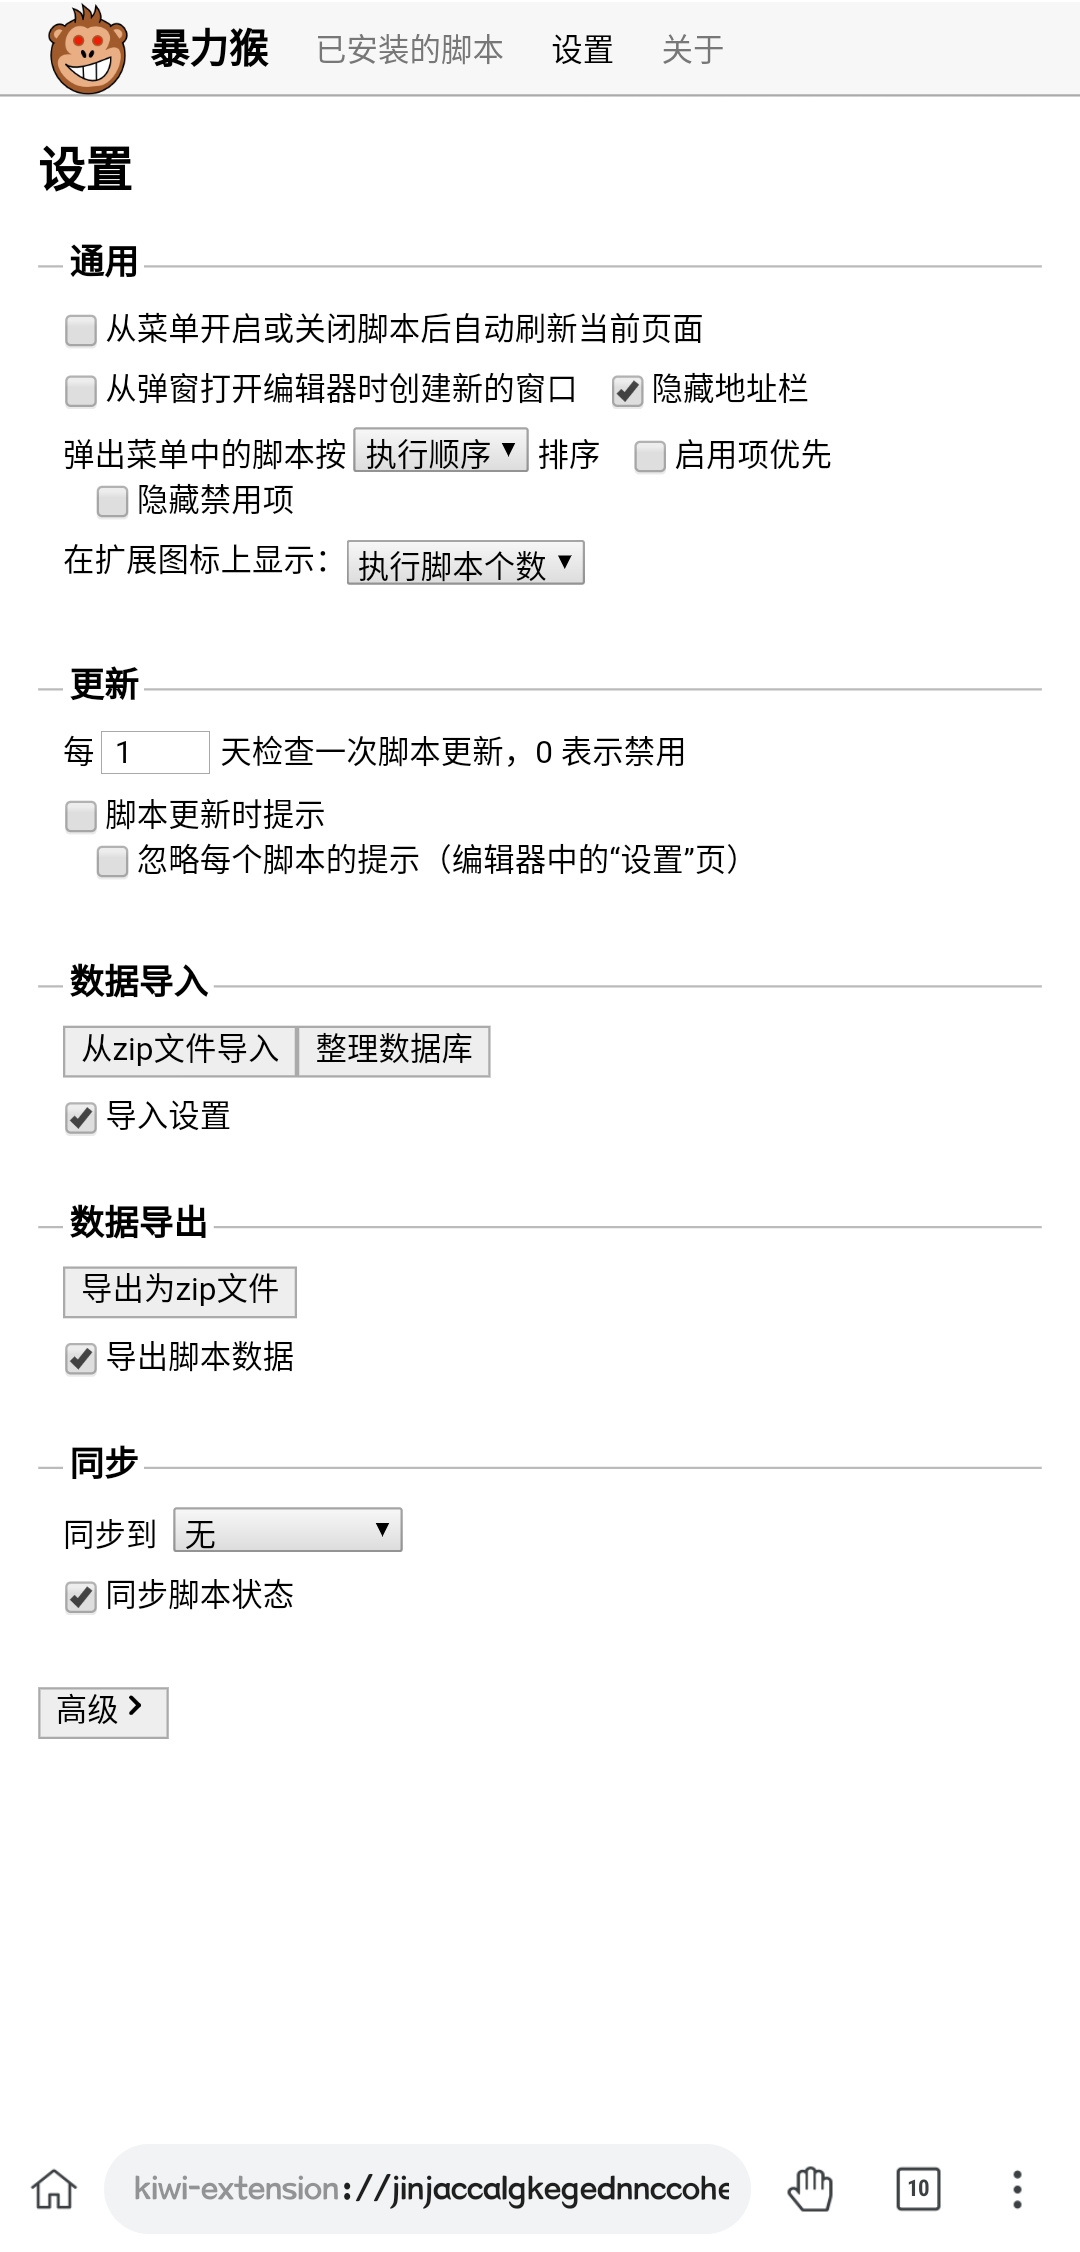 暴力猴 已安装的脚本 设置 关于
设置
通用
从菜单开启或关闭脚本后自动刷新当前页面
从弹窗打开编辑器时创建新的窗口 隐藏地址栏
弹出菜单中的脚本按 执行顺序 排序 启用项优先
隐藏禁用项
在扩展图标上显示： 执行脚本个数
更新
每 1 天检查一次脚本更新，0 表示禁用
脚本更新时提示
忽略每个脚本的提示（编辑器中的“设置”页）
数据导入
从zip文件导入 整理数据库
导入设置
数据导出
导出为zip文件
导出脚本数据
同步
同步到 无
同步脚本状态
高级
kiwi-extension://jinjaccalgkegednnccohe 10